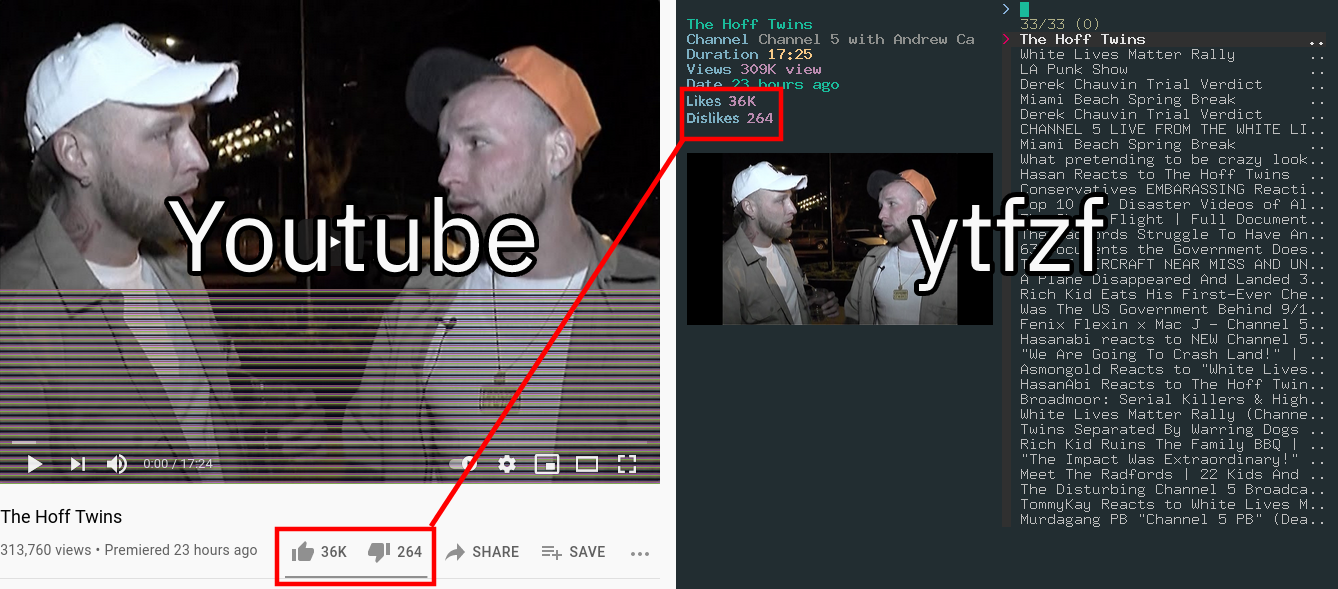 Youtube
0:00 / 17:24
The Hoff Twins
313,760 views • Premiered 23 hours ago
36K
264
SHARE
SAVE
ytfzf
The Hoff Twins
Channel Channel 5 with Andrew Ca
Duration 17:25
Views 309K view
Date 23 hours ago
Likes 36K
Dislikes 264
>
33/33 (0)
> The Hoff Twins ..
White Lives Matter Rally ..
LA Punk Show ..
Derek Chauvin Trial Verdict ..
Miami Beach Spring Break ..
Derek Chauvin Trial Verdict ..
CHANNEL 5 LIVE FROM THE WHITE LI..
Miami Beach Spring Break ..
What pretending to be crazy look..
Hasan Reacts to The Hoff Twins ..
Conservatives EMBARASSING Reacti..
Top 10 Disaster Videos of Al..
Flight | Full Document..
The Radfords Struggle To Have An..
63 Documents the Government Does..
AIRCRAFT NEAR MISS AND UN..
A Plane Disappeared And Landed 3..
Rich Kid Eats His First-Ever Che..
Was The US Government Behind 9/1..
Fenix Flexin x Mac J - Channel 5..
Hasanabi reacts to NEW Channel 5..
"We Are Going To Crash Land!" | ..
Asmongold Reacts to "White Lives..
HasanAbi Reacts to The Hoff Twin..
Broadmoor: Serial Killers & High..
White Lives Matter Rally (Channe..
Twins Separated By Warring Dogs ..
Rich Kid Ruins The Family BBQ | ..
"The Impact Was Extraordinary!" ..
Meet The Radfords | 22 Kids And ..
The Disturbing Channel 5 Broadca..
TommyKay Reacts to White Lives M..
Murdagang PB "Channel 5 PB" (Dea..